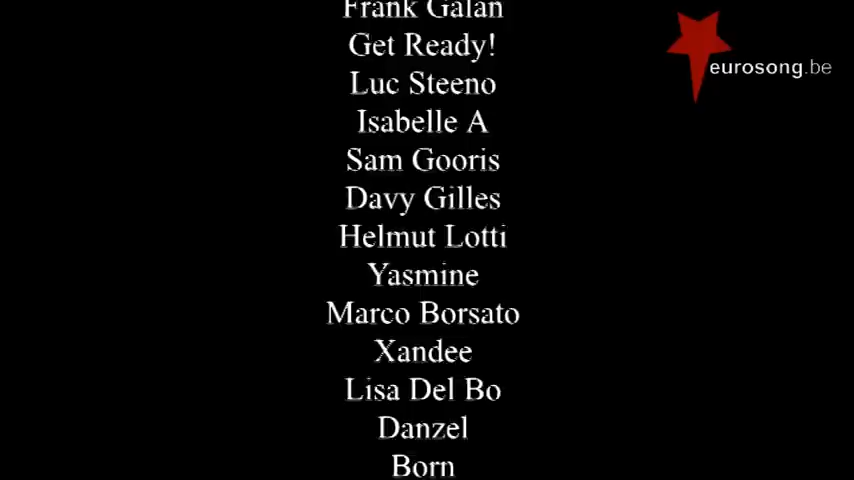 Frank Galan
Get Ready!
eurosong.be
Luc Steeno
Isabelle A
Sam Gooris
Davy Gilles
Helmut Lotti
Yasmine
Marco Borsato
Xandee
Lisa Del Bo
Danzel
Born